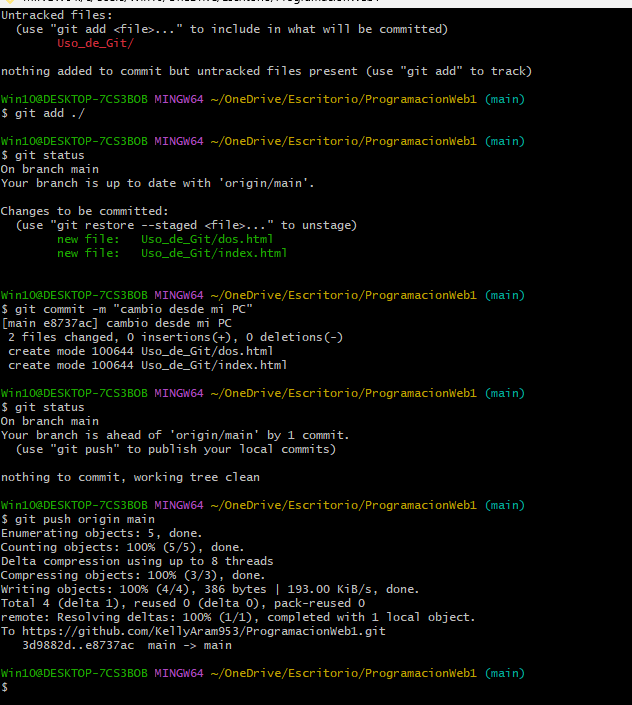 Untracked files:
  (use "git add <file>..." to include in what will be committed)
        Uso_de_Git/

nothing added to commit but untracked files present (use "git add" to track)

Win10@DESKTOP-7CS3BOB MINGW64 ~/OneDrive/Escritorio/ProgramacionWeb1 (main)
$ git add ./

Win10@DESKTOP-7CS3BOB MINGW64 ~/OneDrive/Escritorio/ProgramacionWeb1 (main)
$ git status
On branch main
Your branch is up to date with 'origin/main'.

Changes to be committed:
  (use "git restore --staged <file>..." to unstage)
        new file:   Uso_de_Git/dos.html
        new file:   Uso_de_Git/index.html

Win10@DESKTOP-7CS3BOB MINGW64 ~/OneDrive/Escritorio/ProgramacionWeb1 (main)
$ git commit -m "cambio desde mi PC"
[main e8737ac] cambio desde mi PC
 2 files changed, 0 insertions(+), 0 deletions(-)
 create mode 100644 Uso_de_Git/dos.html
 create mode 100644 Uso_de_Git/index.html

Win10@DESKTOP-7CS3BOB MINGW64 ~/OneDrive/Escritorio/ProgramacionWeb1 (main)
$ git status
On branch main
Your branch is ahead of 'origin/main' by 1 commit.
  (use "git push" to publish your local commits)

nothing to commit, working tree clean

Win10@DESKTOP-7CS3BOB MINGW64 ~/OneDrive/Escritorio/ProgramacionWeb1 (main)
$ git push origin main
Enumerating objects: 5, done.
Counting objects: 100% (5/5), done.
Delta compression using up to 8 threads
Compressing objects: 100% (3/3), done.
Writing objects: 100% (4/4), 386 bytes | 193.00 KiB/s, done.
Total 4 (delta 1), reused 0 (delta 0), pack-reused 0
remote: Resolving deltas: 100% (1/1), completed with 1 local object.
To https://github.com/KellyAram953/ProgramacionWeb1.git
   3d9882d..e8737ac  main -> main

Win10@DESKTOP-7CS3BOB MINGW64 ~/OneDrive/Escritorio/ProgramacionWeb1 (main)
$